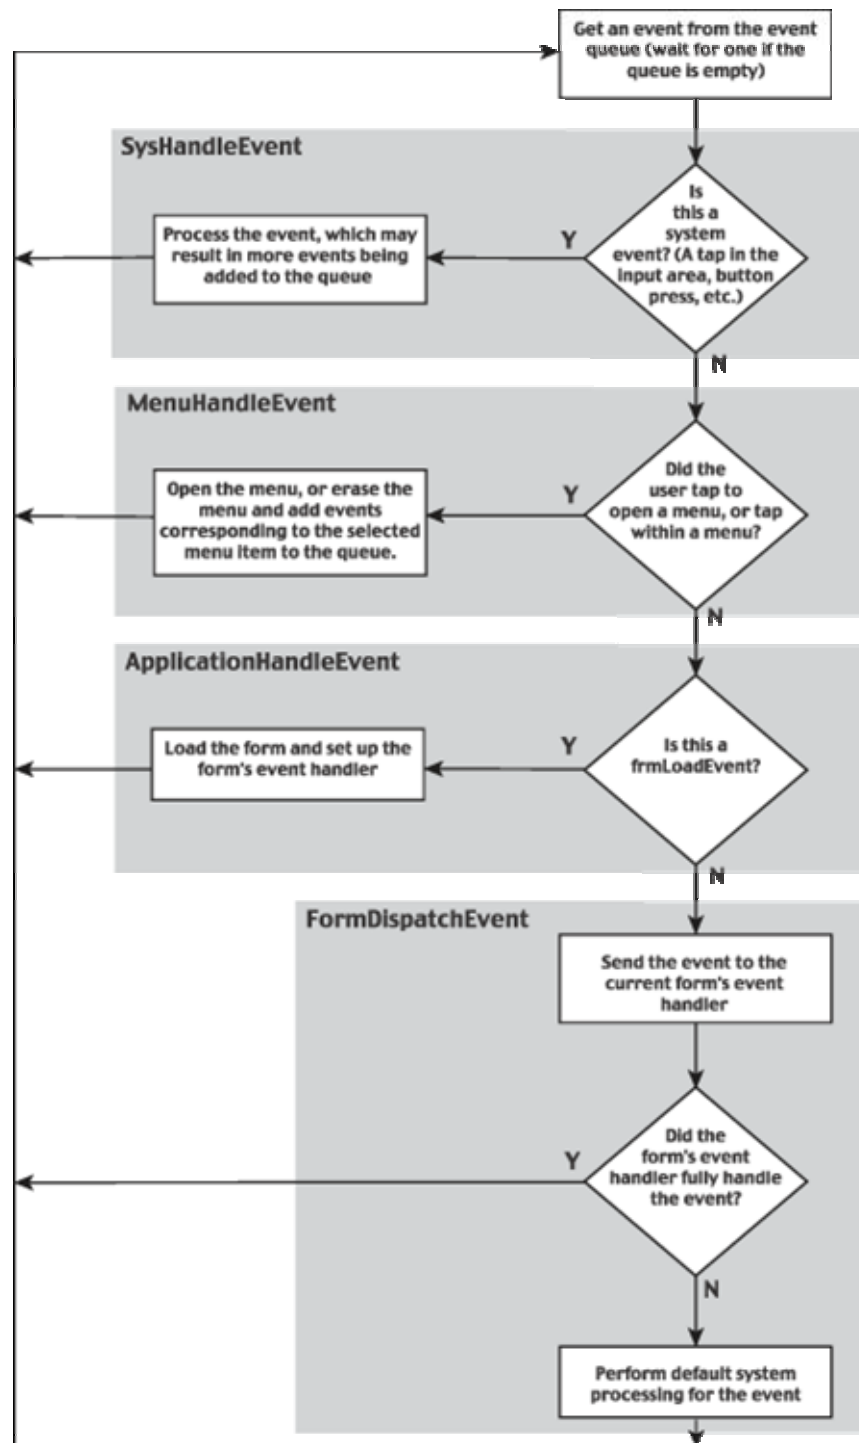 Get an event from the event
queue (wait for one if the
queue is empty)
SysHandleEvent
Is
this a
system
event? (A tap in the
input area, button
press, etc.)
Y
Process the event, which may
result in more events being
added to the queue
N
MenuHandleEvent
Did the
user tap to
open a menu, or tap
within a menu?
Y
Open the menu, or erase the
menu and add events
corresponding to the selected
menu item to the queue.
N
ApplicationHandleEvent
Is this a
frmLoadEvent?
Y
Load the form and set up the
form's event handler
N
FormDispatchEvent
Send the event to the
current form's event
handler
Did the
form's event
handler fully handle
the event?
Y
N
Perform default system
processing for the event